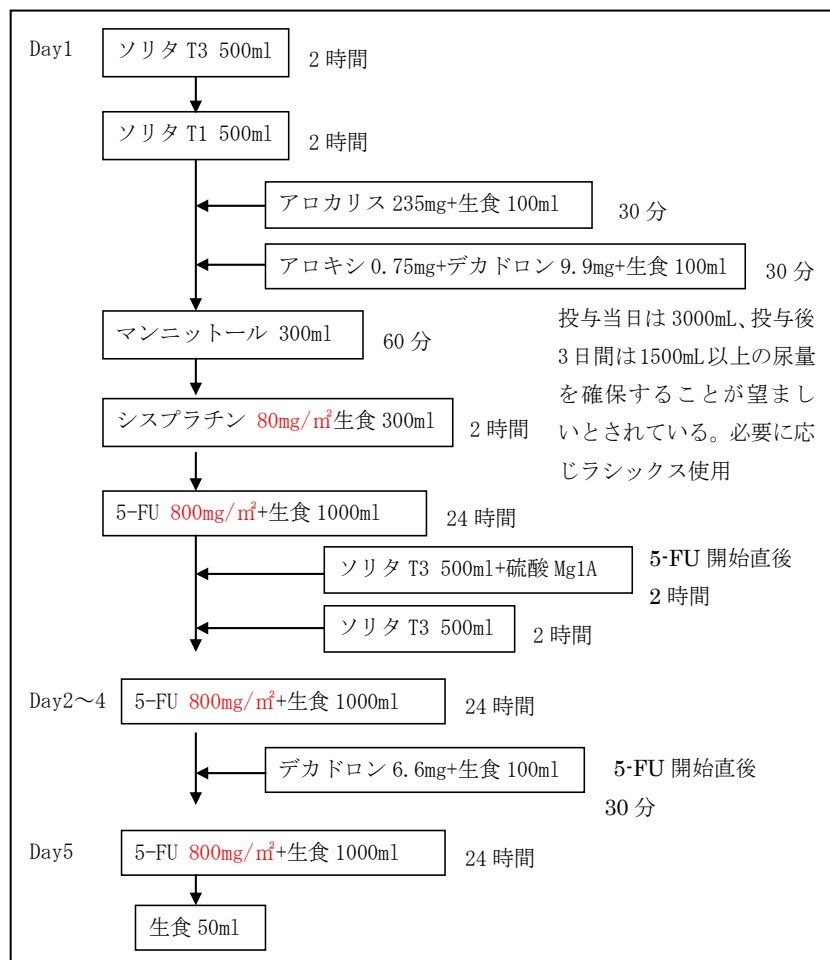 Day1
ソリタ T3 500ml
2 時間
ソリタ T1 500ml
2 時間
アロカリス 235mg+生食 100ml
30 分
アロキシ 0.75mg+デカドロン 9.9mg+生食 100ml
30 分
マンニットール 300ml
60 分
投与当日は 3000mL、投与後
3 日間は 1500mL 以上の尿量
を確保することが望まし
いとされている。必要に応
じラシックス使用
シスプラチン 80mg/㎡生食 300ml
2 時間
5-FU 800mg/㎡+生食 1000ml
24 時間
ソリタ T3 500ml+硫酸 Mg1A
5-FU 開始直後
2 時間
ソリタ T3 500ml
2 時間
Day2～4
5-FU 800mg/㎡+生食 1000ml
24 時間
デカドロン 6.6mg+生食 100ml
5-FU 開始直後
30 分
Day5
5-FU 800mg/㎡+生食 1000ml
24 時間
生食 50ml